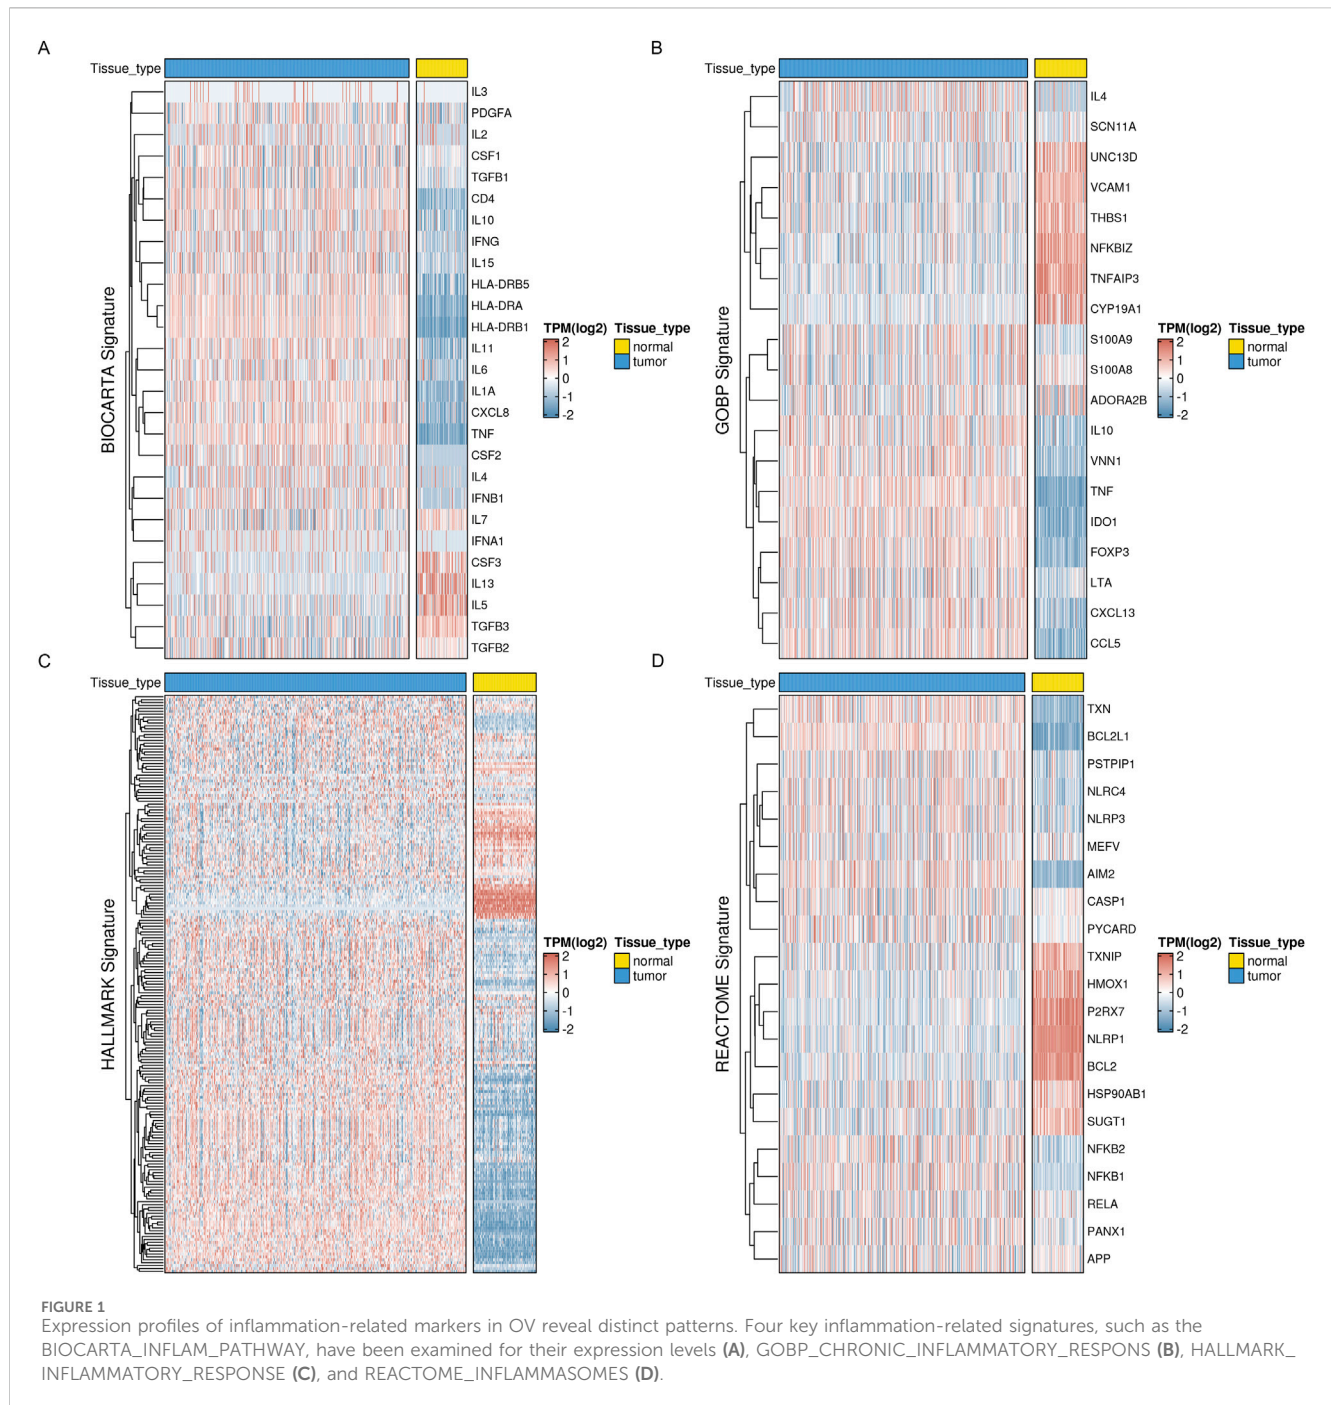 A
Tissue_type
BIOCARTA Signature
IL3
PDGFA
IL2
CSF1
TGFB1
CD4
IL10
IFNG
IL15
HLA-DRB5
HLA-DRA
HLA-DRB1
IL11
IL6
IL1A
CXCL8
TNF
CSF2
IL4
IFNB1
IL7
IFNA1
CSF3
IL13
IL5
TGFB3
TGFB2
TPM(log2) Tissue_type
2
1
0
-1
-2
normal
tumor
B
Tissue_type
GOBP Signature
IL4
SCN11A
UNC13D
VCAM1
THBS1
NFKBIZ
TNFAIP3
CYP19A1
S100A9
S100A8
ADORA2B
IL10
VNN1
TNF
IDO1
FOXP3
LTA
CXCL13
CCL5
TPM(log2) Tissue_type
2
1
0
-1
-2
normal
tumor
C
Tissue_type
HALLMARK Signature
TPM(log2) Tissue_type
2
1
0
-1
-2
normal
tumor
D
Tissue_type
REACTOME Signature
TXN
BCL2L1
PSTPIP1
NLRC4
NLRP3
MEFV
AIM2
CASP1
PYCARD
TXNIP
HMOX1
P2RX7
NLRP1
BCL2
HSP90AB1
SUGT1
NFKB2
NFKB1
RELA
PANX1
APP
TPM(log2) Tissue_type
2
1
0
-1
-2
normal
tumor
FIGURE 1
Expression profiles of inflammation-related markers in OV reveal distinct patterns. Four key inflammation-related signatures, such as the
BIOCARTA_INFLAM_PATHWAY, have been examined for their expression levels (A), GOBP_CHRONIC_INFLAMMATORY_RESPONS (B), HALLMARK_
INFLAMMATORY_RESPONSE (C), and REACTOME_INFLAMMASOMES (D).